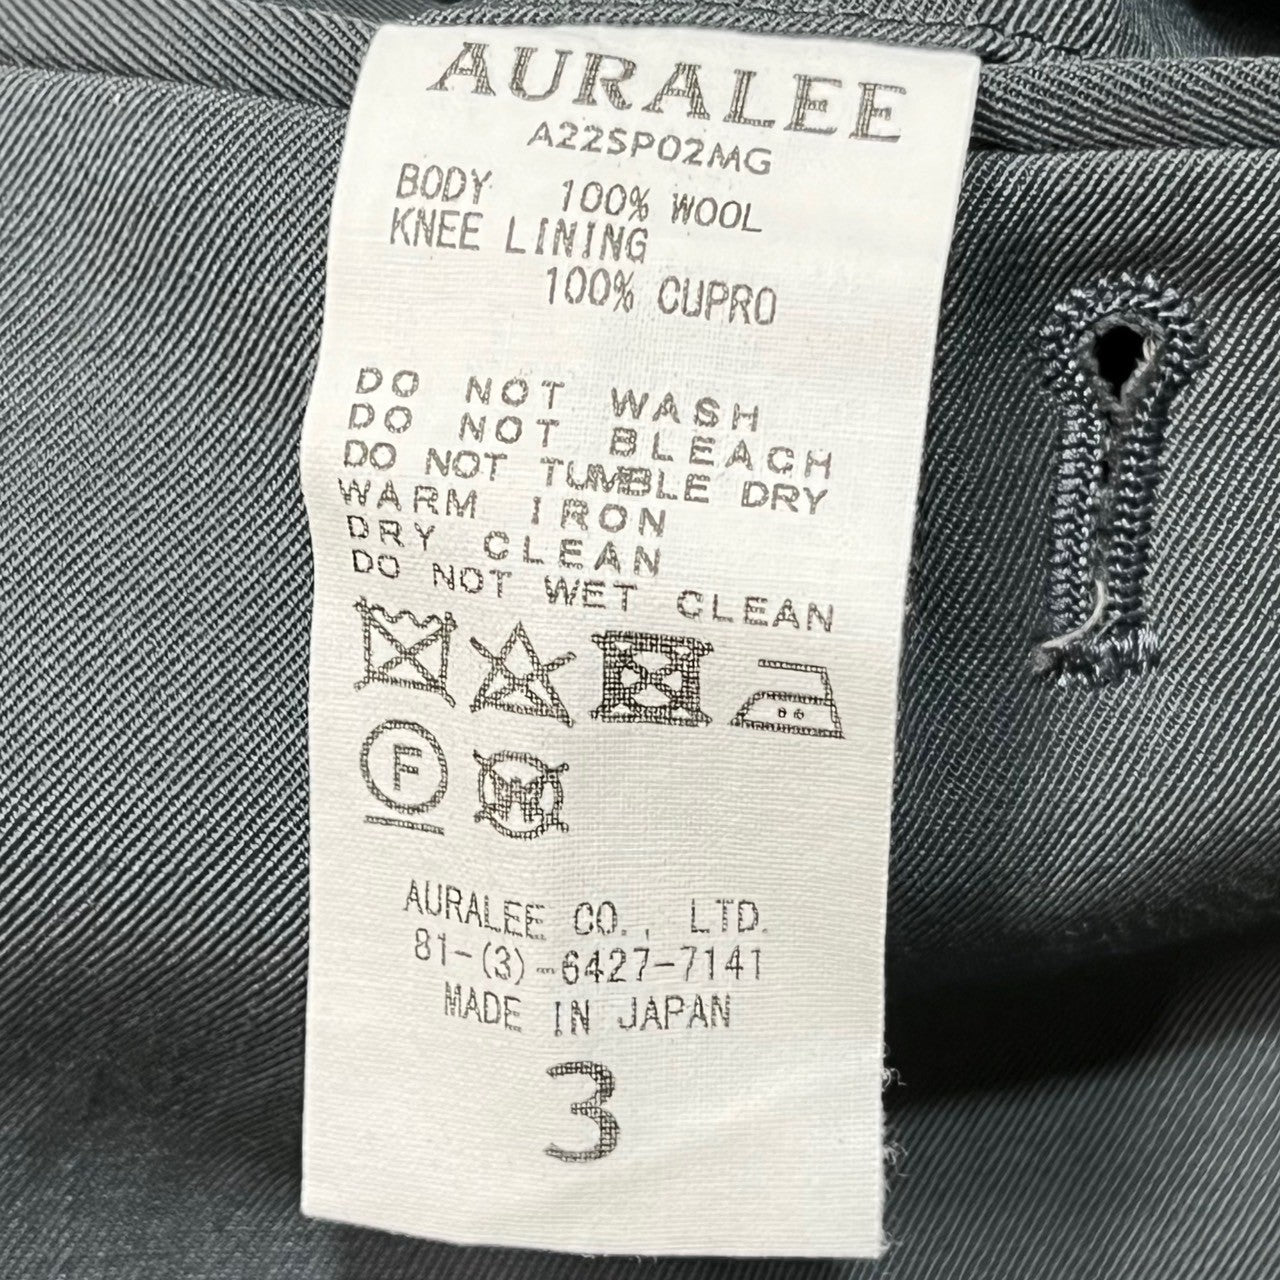 AURALEE
A22SP02MG
BODY 100% WOOL
KNEE LINING
100% CUPRO
DO NOT WASH
DO NOT BLEACH
DO NOT TUMBLE DRY
WARM IRON
DRY CLEAN
DO NOT WET CLEAN
F W
AURALEE CO., LTD.
81-(3)-6427-7141
MADE IN JAPAN
3